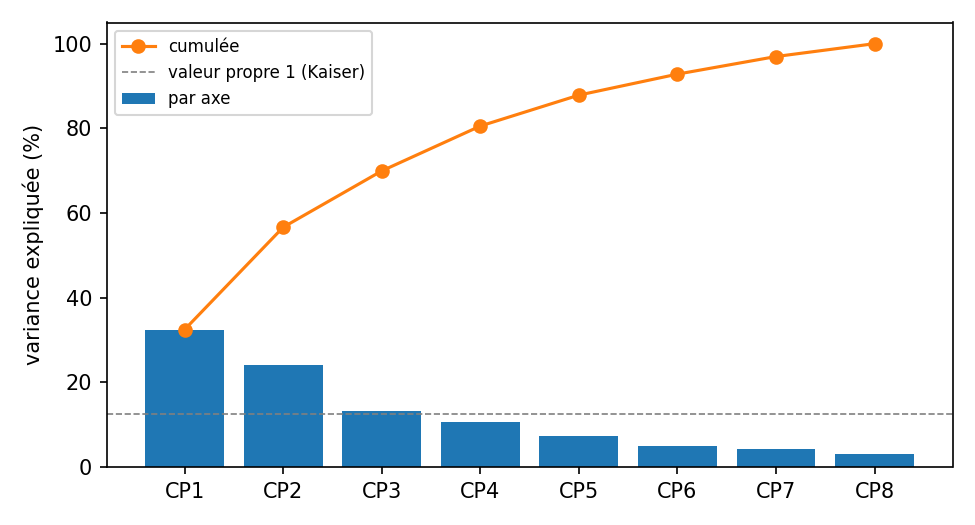 100
80
60
40
20
0
variance expliquée (%)
cumulée
valeur propre 1 (Kaiser)
par axe
CP1 CP2 CP3 CP4 CP5 CP6 CP7 CP8